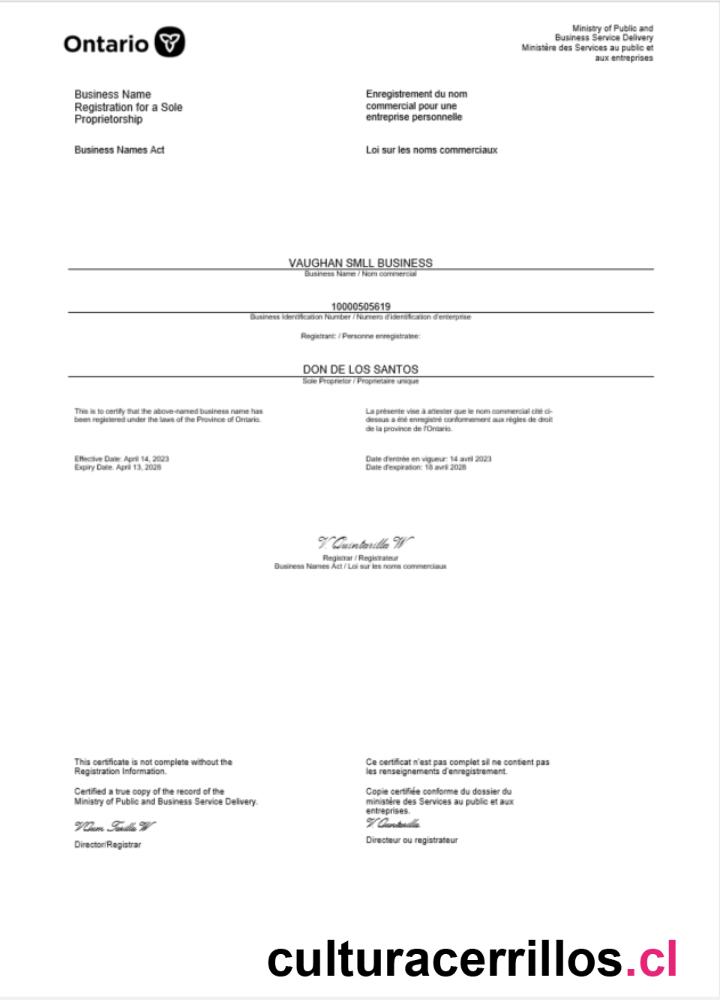 Ontario
Ministry of Public and
Business Service Delivery
Ministère des Services au public et
aux entreprises
Business Name
Registration for a Sole
Proprietorship
Enregistrement du nom
commercial pour une
entreprise personnelle
Business Names Act
Loi sur les noms commerciaux
VAUGHAN SMLL BUSINESS
Business Name / Nom commercial
10000505619
Business Identification Number / Numero d'identification d'enterprise
Registrant: / Personne enregistratee:
DON DE LOS SANTOS
Sole Proprietor / Proprietaire unique
This is to certify that the above-named business name has
been registered under the laws of the Province of Ontario.
La présente vise à attester que le nom commercial cité ci-
dessus a été enregistré conformement aux règles de droit
de la province de l'Ontario.
Effective Date: April 14, 2023
Expiry Date. April 13, 2028
Date d'entrée en vigueur: 14 avril 2023
Date d'expiration: 18 avril 2028
V. Quintarilla W
Registrar / Registrateur
Business Names Act / Loi sur les noms commerciaux
This certificate is not complete without the
Registration Information.
Certified a true copy of the record of the
Ministry of Public and Business Service Delivery.
Director/Registrar
Ce certificat n'est pas complet sil ne contient pas
les renseignements d'enregistrement.
Copie certifiée conforme du dossier du
ministère des Services au public et aux
entreprises.
Directeur ou registrateur
culturacerrillos.cl